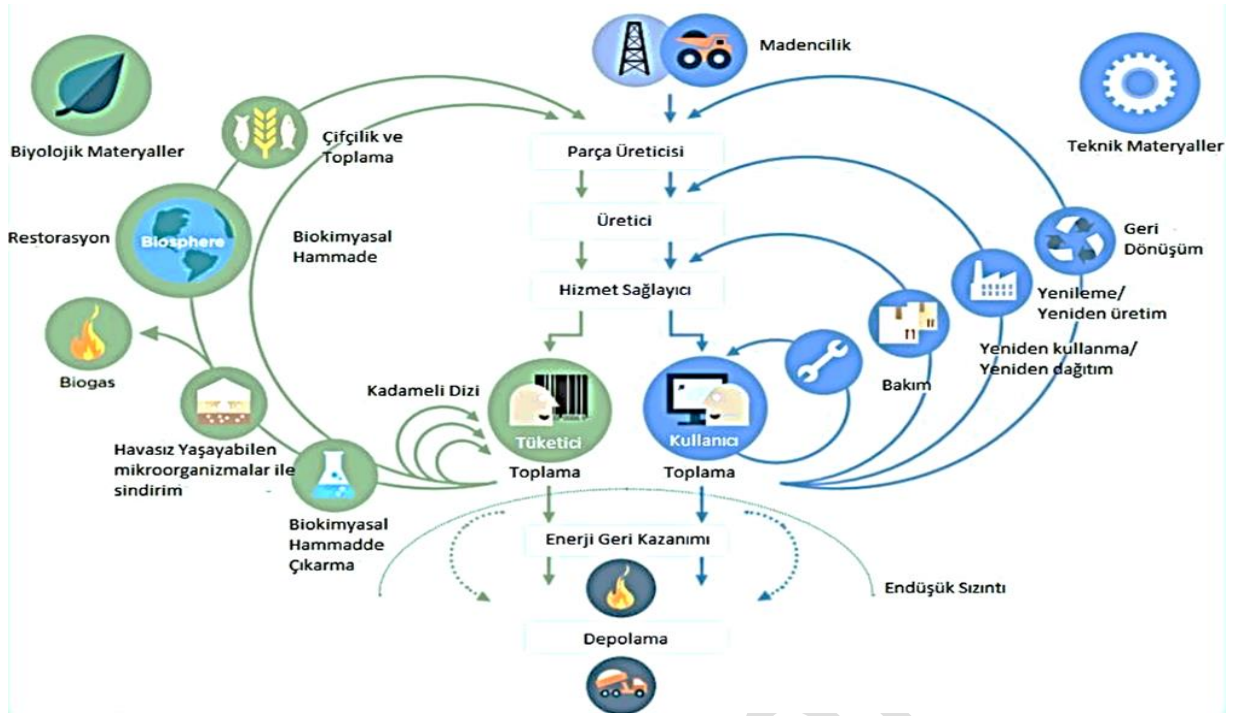 Madencilik
Biyolojik Materyaller
Teknik Materyaller
Çifçilik ve
Toplama
Parça Üreticisi
Üretici
Hizmet Sağlayıcı
Restorasyon
Biosphere
Biokimyasal
Hammade
Geri
Dönüşüm
Yenileme/
Yeniden üretim
Yeniden kullanma/
Yeniden dağıtım
Bakım
Biogas
Kadameli Dizi
Tüketici
Toplama
Kullanıcı
Toplama
Havasız Yaşayabilen
mikroorganizmalar ile
sindirim
Biokimyasal
Hammadde
Çıkarma
Enerji Geri Kazanımı
Endüşük Sızıntı
Depolama